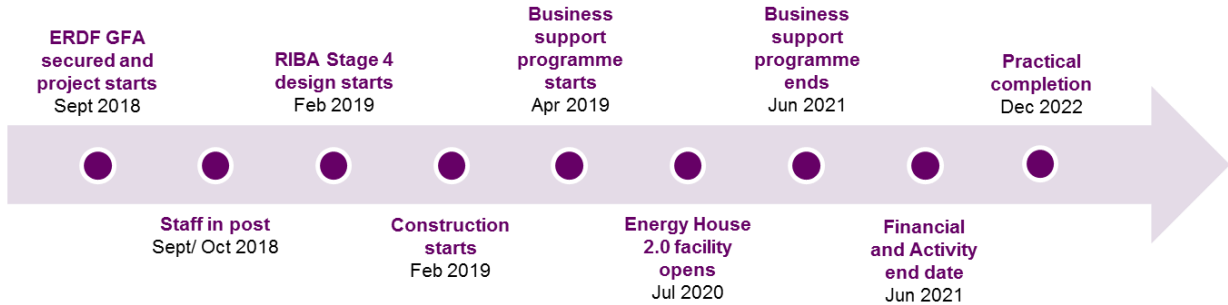 ERDF GFA
secured and
project starts
Sept 2018
Staff in post
Sept/ Oct 2018
RIBA Stage 4
design starts
Feb 2019
Construction
starts
Feb 2019
Business
support
programme
starts
Apr 2019
Energy House
2.0 facility
opens
Jul 2020
Business
support
programme
ends
Jun 2021
Financial
and Activity
end date
Jun 2021
Practical
completion
Dec 2022